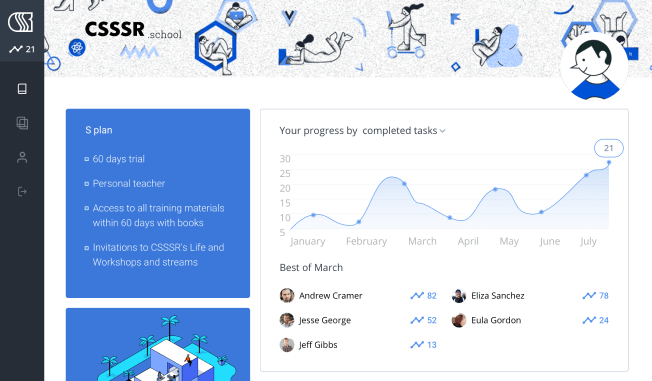 CSSSR.school
21
S plan
60 days trial
Personal teacher
Access to all training materials
within 60 days with books
Invitations to CSSSR's Life and
Workshops and streams
Your progress by completed tasks
21
30
25
20
15
10
5
January February March April May June July
Best of March
Andrew Cramer 82
Eliza Sanchez 78
Jesse George 52
Eula Gordon 24
Jeff Gibbs 13